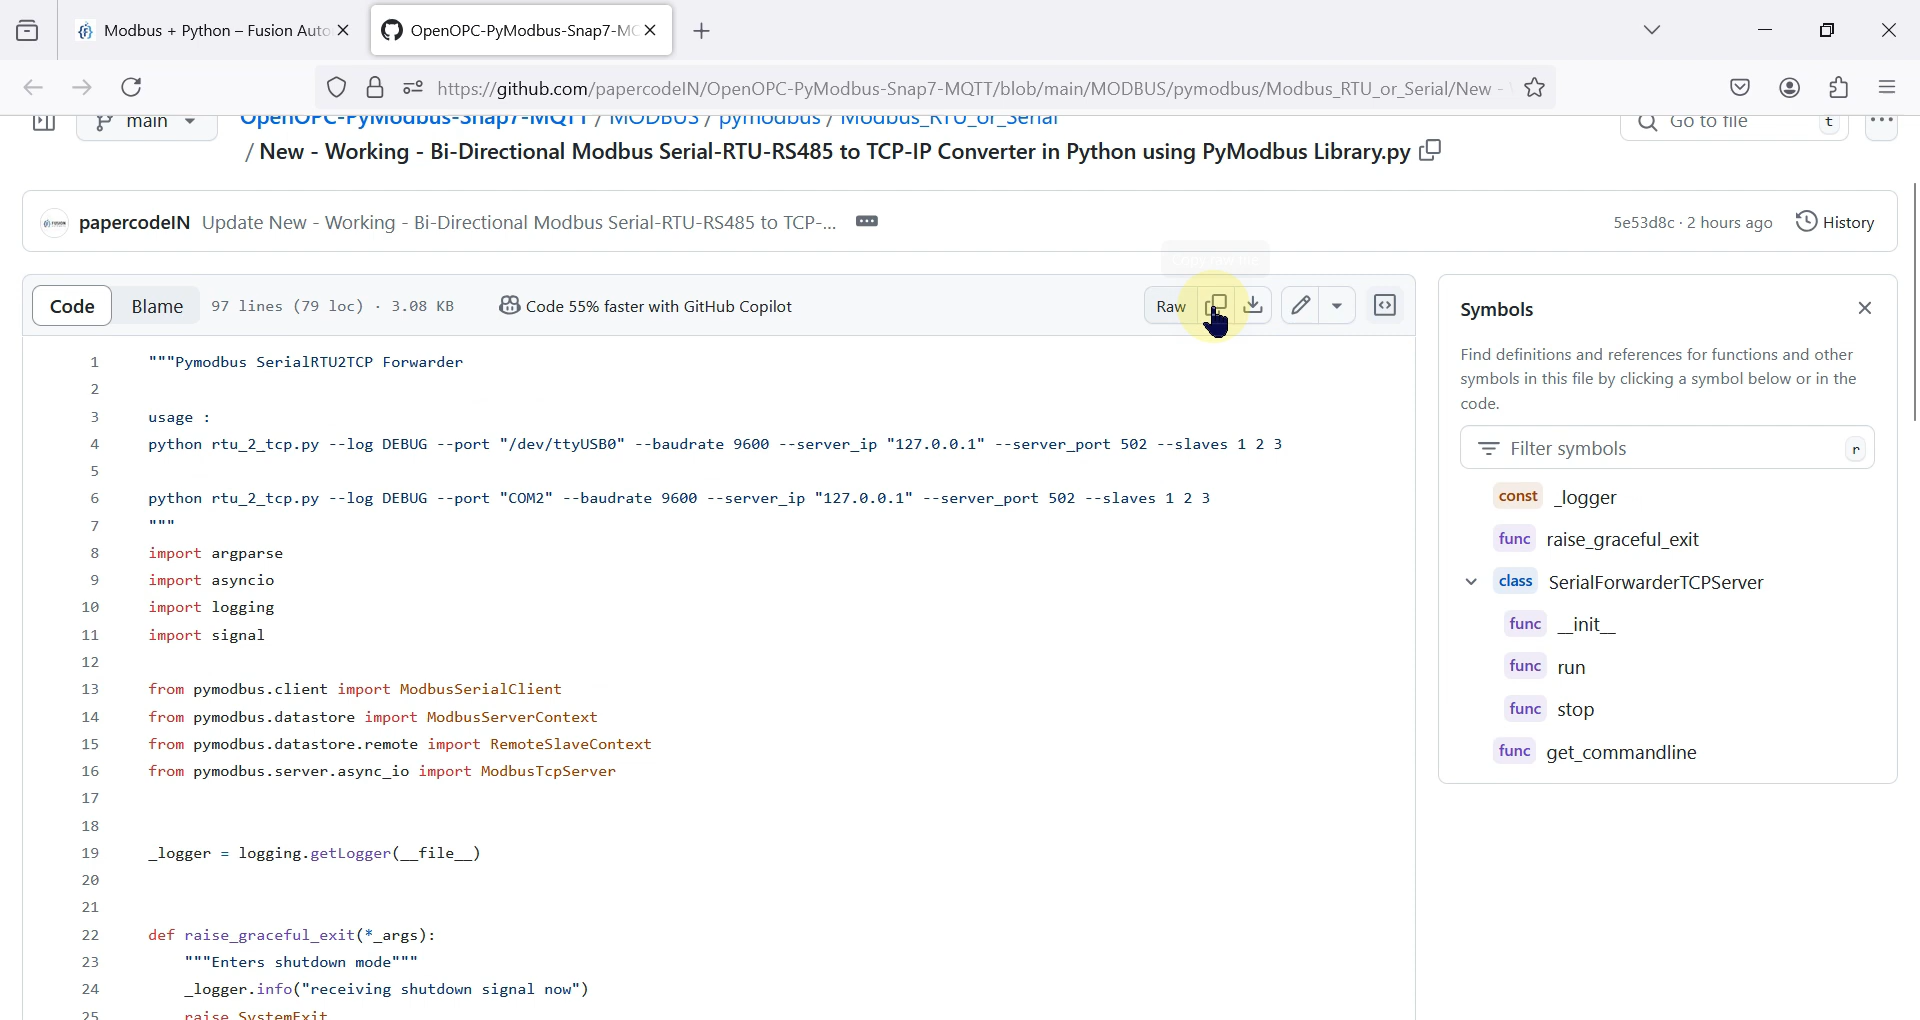 Modbus + Python – Fusion Auto
OpenOPC-PyModbus-Snap7-MC
https://github.com/papercodeIN/OpenOPC-PyModbus-Snap7-MQTT/blob/main/MODBUS/pymodbus/Modbus_RTU_or_Serial/New -
main
OpenOPC-PyModbus-Snap7-MQTT / MODBUS / pymodbus / Modbus_RTU_or_Serial
Go to file
t
/ New - Working - Bi-Directional Modbus Serial-RTU-RS485 to TCP-IP Converter in Python using PyModbus Library.py
papercodeIN Update New - Working - Bi-Directional Modbus Serial-RTU-RS485 to TCP-...
5e53d8c · 2 hours ago
History
Code
Blame
97 lines (79 loc) · 3.08 KB
Code 55% faster with GitHub Copilot
Raw
1 """Pymodbus SerialRTU2TCP Forwarder
2
3 usage :
4 python rtu_2_tcp.py --log DEBUG --port "/dev/ttyUSB0" --baudrate 9600 --server_ip "127.0.0.1" --server_port 502 --slaves 1 2 3
5
6 python rtu_2_tcp.py --log DEBUG --port "COM2" --baudrate 9600 --server_ip "127.0.0.1" --server_port 502 --slaves 1 2 3
7 """
8 import argparse
9 import asyncio
10 import logging
11 import signal
12
13 from pymodbus.client import ModbusSerialClient
14 from pymodbus.datastore import ModbusServerContext
15 from pymodbus.datastore.remote import RemoteSlaveContext
16 from pymodbus.server.async_io import ModbusTcpServer
17
18
19 _logger = logging.getLogger(__file__)
20
21
22 def raise_graceful_exit(*_args):
23 """Enters shutdown mode"""
24 _logger.info("receiving shutdown signal now")
25 raise SystemExit
Symbols
Find definitions and references for functions and other
symbols in this file by clicking a symbol below or in the
code.
Filter symbols
r
const _logger
func raise_graceful_exit
class SerialForwarderTCPServer
func __init__
func run
func stop
func get_commandline